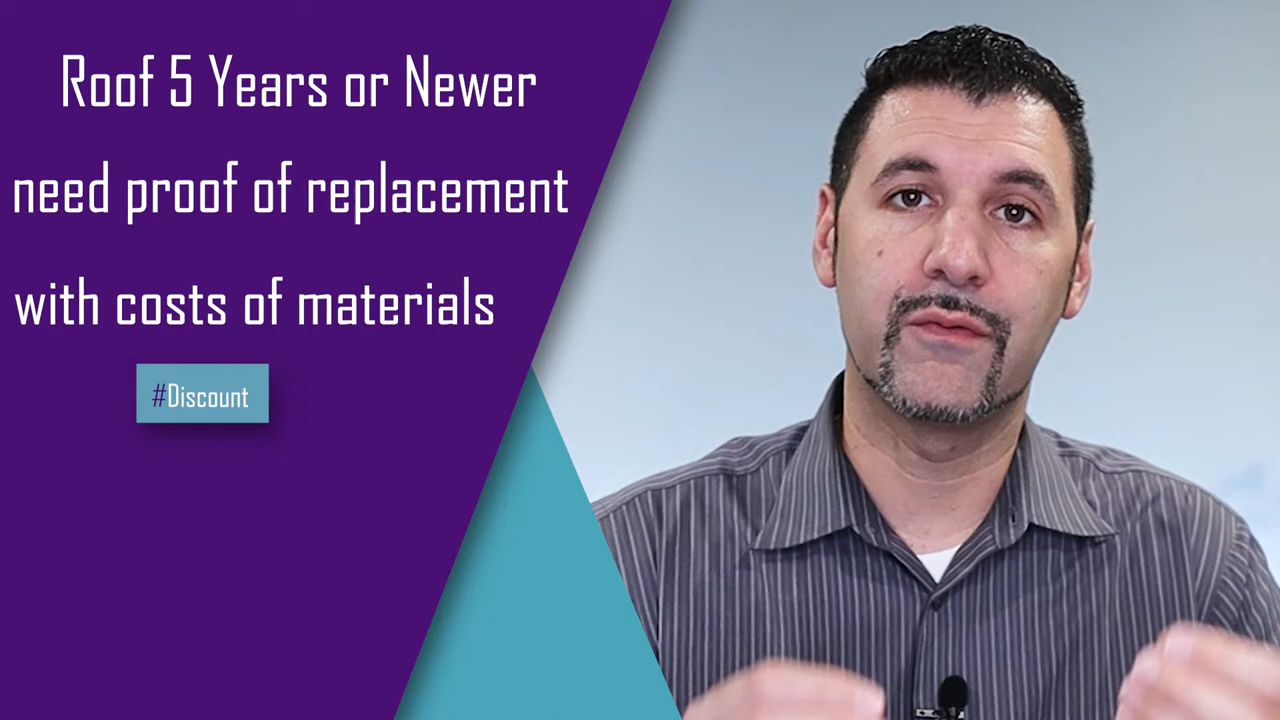 Roof 5 Years or Newer
need proof of replacement
with costs of materials
#Discount